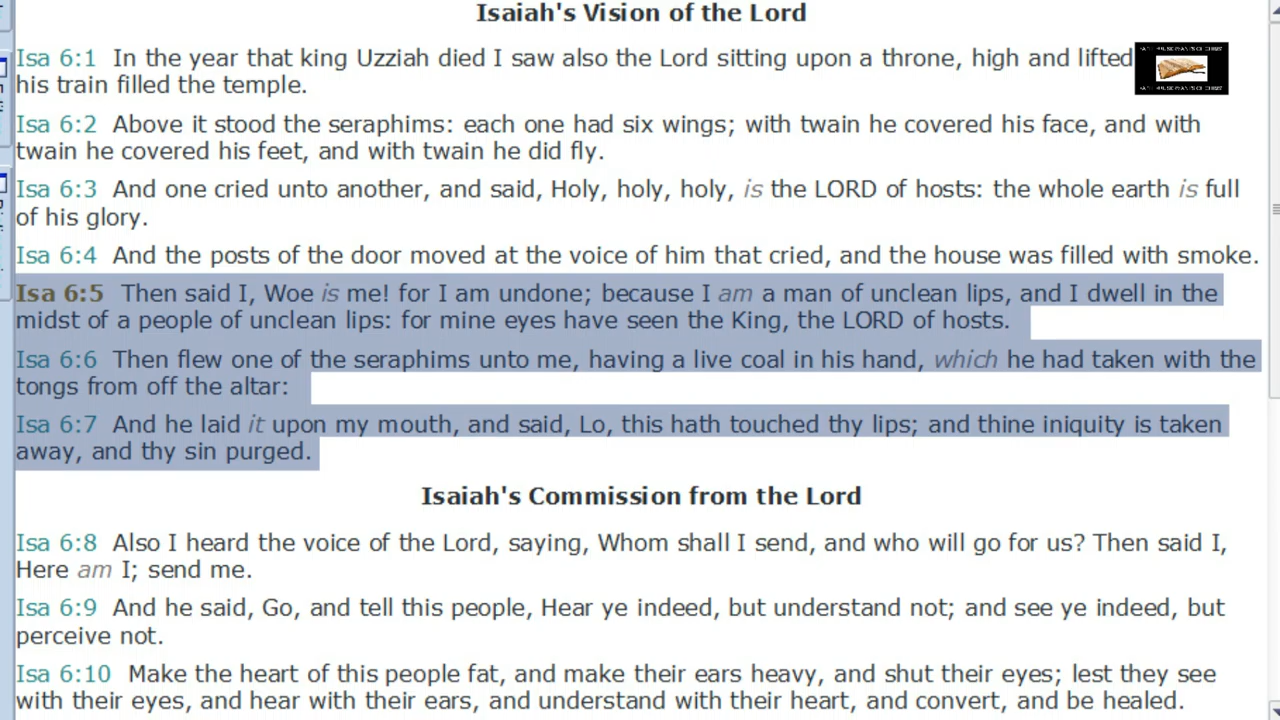 Isaiah's Vision of the Lord
Isa 6:1 In the year that king Uzziah died I saw also the Lord sitting upon a throne, high and lifted
his train filled the temple.
Isa 6:2 Above it stood the seraphims: each one had six wings; with twain he covered his face, and with
twain he covered his feet, and with twain he did fly.
Isa 6:3 And one cried unto another, and said, Holy, holy, holy, is the LORD of hosts: the whole earth is full
of his glory.
Isa 6:4 And the posts of the door moved at the voice of him that cried, and the house was filled with smoke.
Isa 6:5 Then said I, Woe is me! for I am undone; because I am a man of unclean lips, and I dwell in the
midst of a people of unclean lips: for mine eyes have seen the King, the LORD of hosts.
Isa 6:6 Then flew one of the seraphims unto me, having a live coal in his hand, which he had taken with the
tongs from off the altar:
Isa 6:7 And he laid it upon my mouth, and said, Lo, this hath touched thy lips; and thine iniquity is taken
away, and thy sin purged.
Isaiah's Commission from the Lord
Isa 6:8 Also I heard the voice of the Lord, saying, Whom shall I send, and who will go for us? Then said I,
Here am I; send me.
Isa 6:9 And he said, Go, and tell this people, Hear ye indeed, but understand not; and see ye indeed, but
perceive not.
Isa 6:10 Make the heart of this people fat, and make their ears heavy, and shut their eyes; lest they see
with their eyes, and hear with their ears, and understand with their heart, and convert, and be healed.